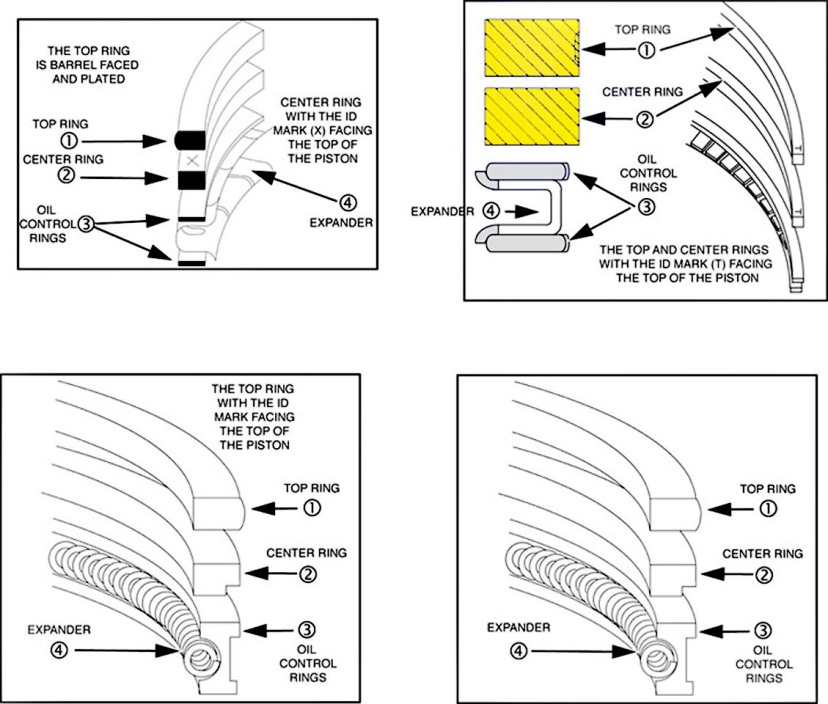 THE TOP RING
IS BARREL FACED
AND PLATED
CENTER RING
WITH THE ID
MARK (X) FACING
THE TOP OF
THE PISTON
TOP RING
①
CENTER RING
②
OIL
CONTROL ③
RINGS
④
EXPANDER
X
TOP RING
①
CENTER RING
②
OIL
CONTROL
RINGS
③
EXPANDER ④
THE TOP AND CENTER RINGS
WITH THE ID MARK (T) FACING
THE TOP OF THE PISTON
T
T
THE TOP RING
WITH THE ID
MARK FACING
THE TOP OF
THE PISTON
TOP RING
①
CENTER RING
②
EXPANDER
④
③
OIL
CONTROL
RINGS
TOP RING
①
CENTER RING
②
EXPANDER
④
③
OIL
CONTROL
RINGS